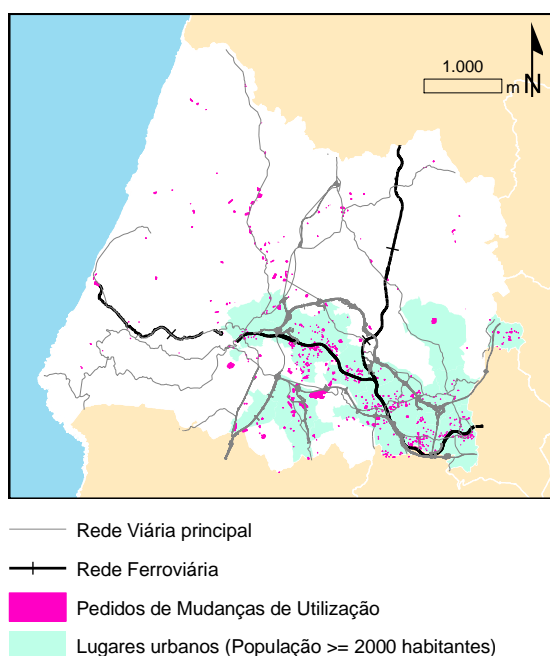 1.000
m N
Rede Viária principal
Rede Ferroviária
Pedidos de Mudanças de Utilização
Lugares urbanos (População >= 2000 habitantes)